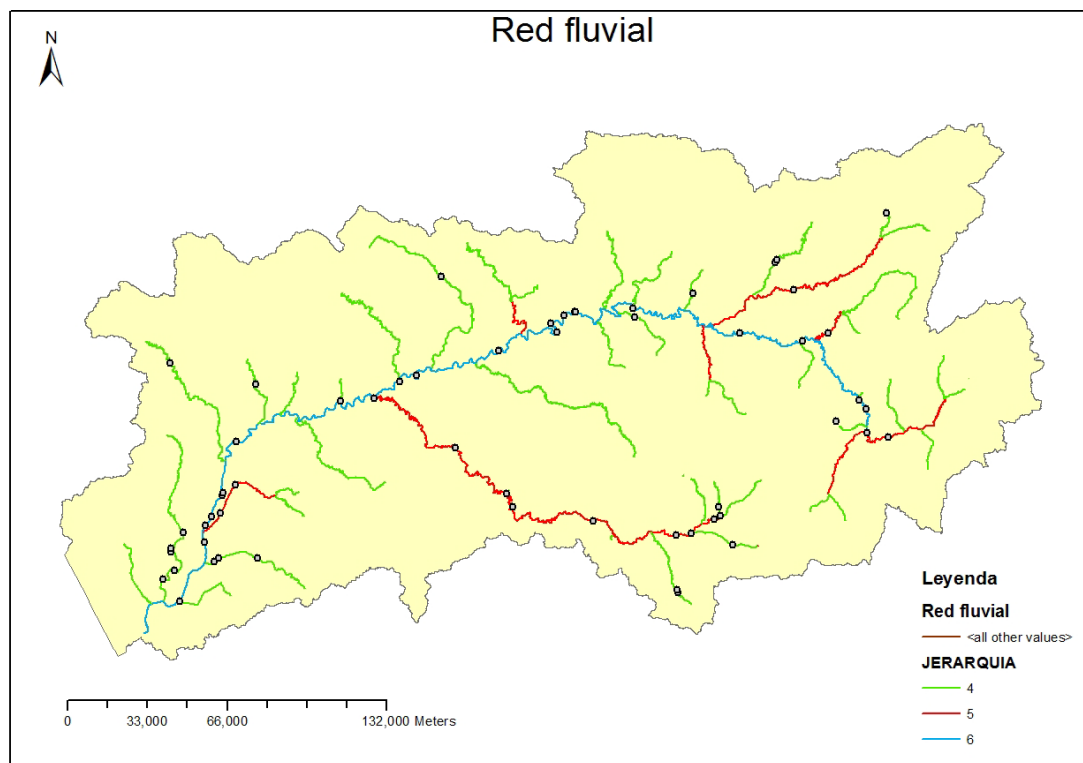 Red fluvial
N
Leyenda
Red fluvial
<all other values>
JERARQUIA
4
5
6
0 33,000 66,000 132,000 Meters